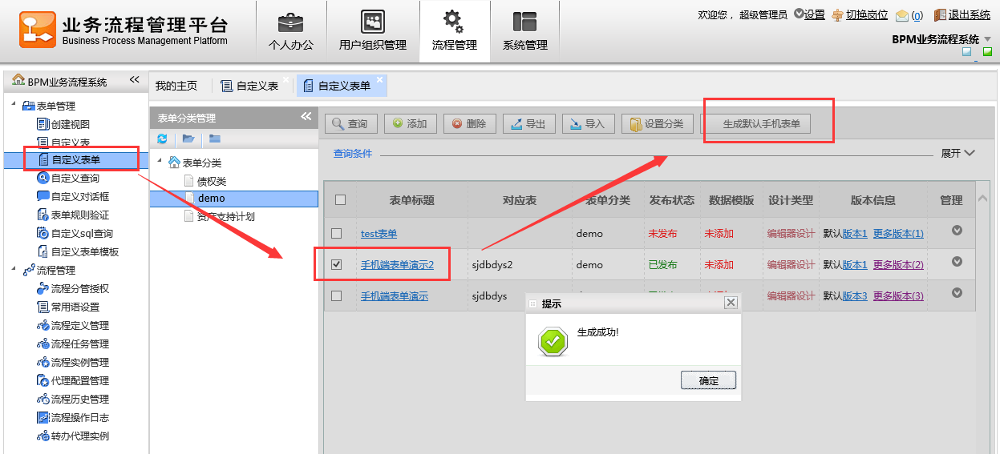 业务流程管理平台
Business Process Management Platform
个人办公
用户组织管理
流程管理
系统管理
欢迎您，超级管理员 设置 切换岗位 (0) 退出系统
BPM业务流程系统
BPM业务流程系统
表单管理
创建视图
自定义表
自定义表单
自定义查询
自定义对话框
表单规则验证
自定义sql查询
自定义表单模板
流程管理
流程分管授权
常用语设置
流程定义管理
流程任务管理
流程实例管理
代理配置管理
流程历史管理
流程操作日志
转办代理实例
我的主页 自定义表 自定义表单
表单分类管理
表单分类
债权类
demo
资产支持计划
查询 添加 删除 导出 导入 设置分类 生成默认手机表单
查询条件 展开
表单标题 对应表 表单分类 发布状态 数据模版 设计类型 版本信息 管理
test表单 demo 未发布 未添加 编辑器设计 默认版本1 更多版本(1)
手机端表单演示2 sjdbdys2 demo 已发布 未添加 编辑器设计 默认版本1 更多版本(2)
手机端表单演示 sjdbdys 编辑器设计 默认版本3 更多版本(3)
提示
生成成功!
确定